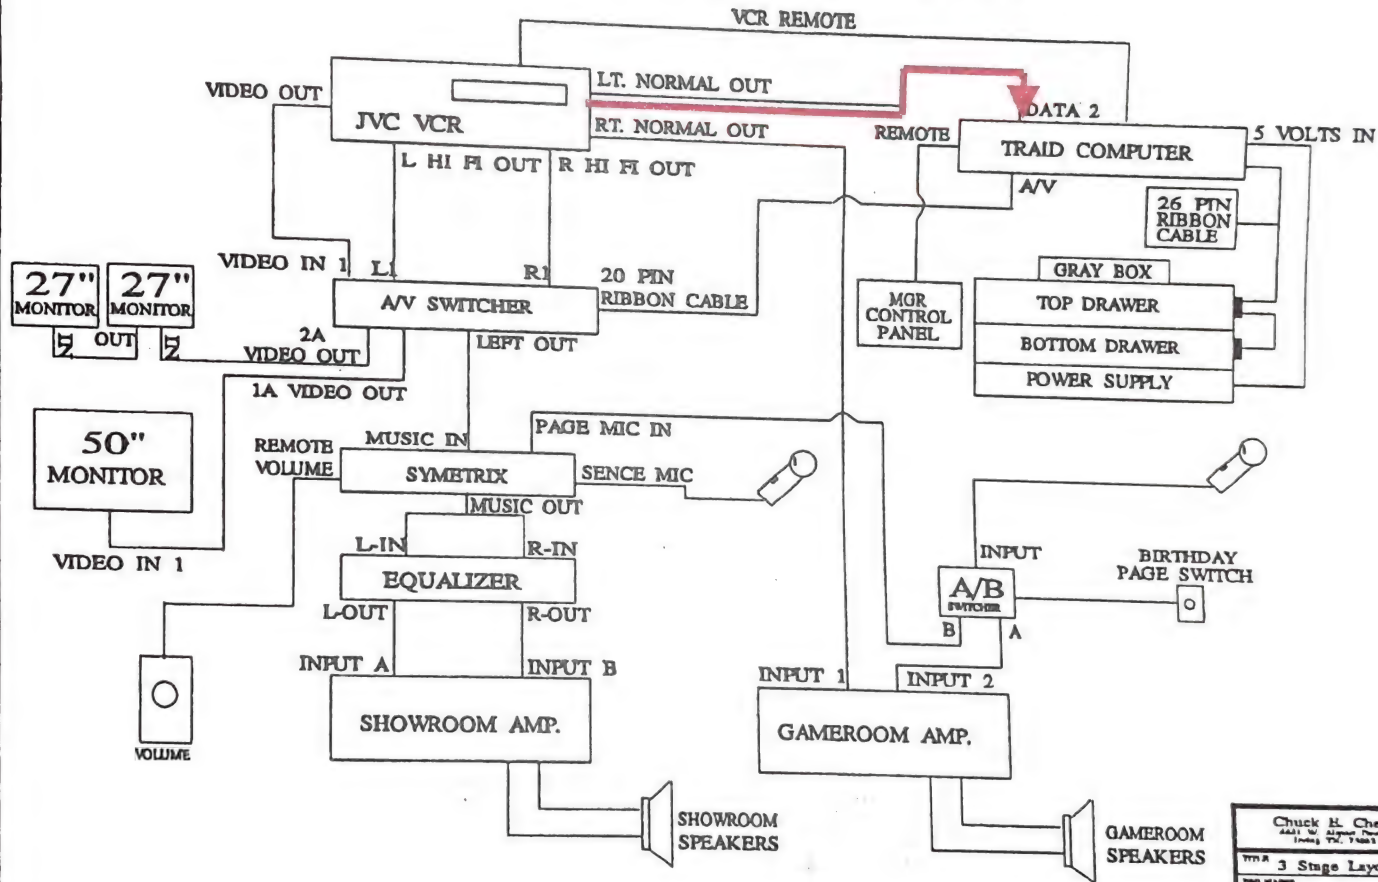 VCR REMOTE
VIDEO OUT
JVC VCR
LT. NORMAL OUT
RT. NORMAL OUT
L HI FI OUT
R HI FI OUT
REMOTE
DATA 2
TRAID COMPUTER
5 VOLTS IN
A/V
26 PIN
RIBBON
CABLE
VIDEO IN 1
L1
R1
20 PIN
RIBBON CABLE
A/V SWITCHER
27"
MONITOR
27"
MONITOR
IN
OUT
IN
2A
VIDEO OUT
LEFT OUT
1A VIDEO OUT
MGR
CONTROL
PANEL
GRAY BOX
TOP DRAWER
BOTTOM DRAWER
POWER SUPPLY
50"
MONITOR
VIDEO IN 1
REMOTE
VOLUME
MUSIC IN
PAGE MIC IN
SYMETRIX
SENCE MIC
MUSIC OUT
L-IN
R-IN
EQUALIZER
L-OUT
R-OUT
INPUT A
INPUT B
SHOWROOM AMP.
VOLUME
SHOWROOM
SPEAKERS
INPUT
A/B
SWITCHER
B
A
BIRTHDAY
PAGE SWITCH
INPUT 1
INPUT 2
GAMEROOM AMP.
GAMEROOM
SPEAKERS
Chuck E. Che
3 Stage Layo